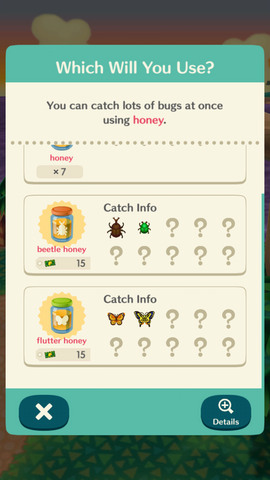 Which Will You Use?
You can catch lots of bugs at once
using honey.
honey
× 7
Catch Info
? ? ?
? ? ? ? ?
beetle honey
15
Catch Info
? ? ?
? ? ? ? ?
flutter honey
15
Details